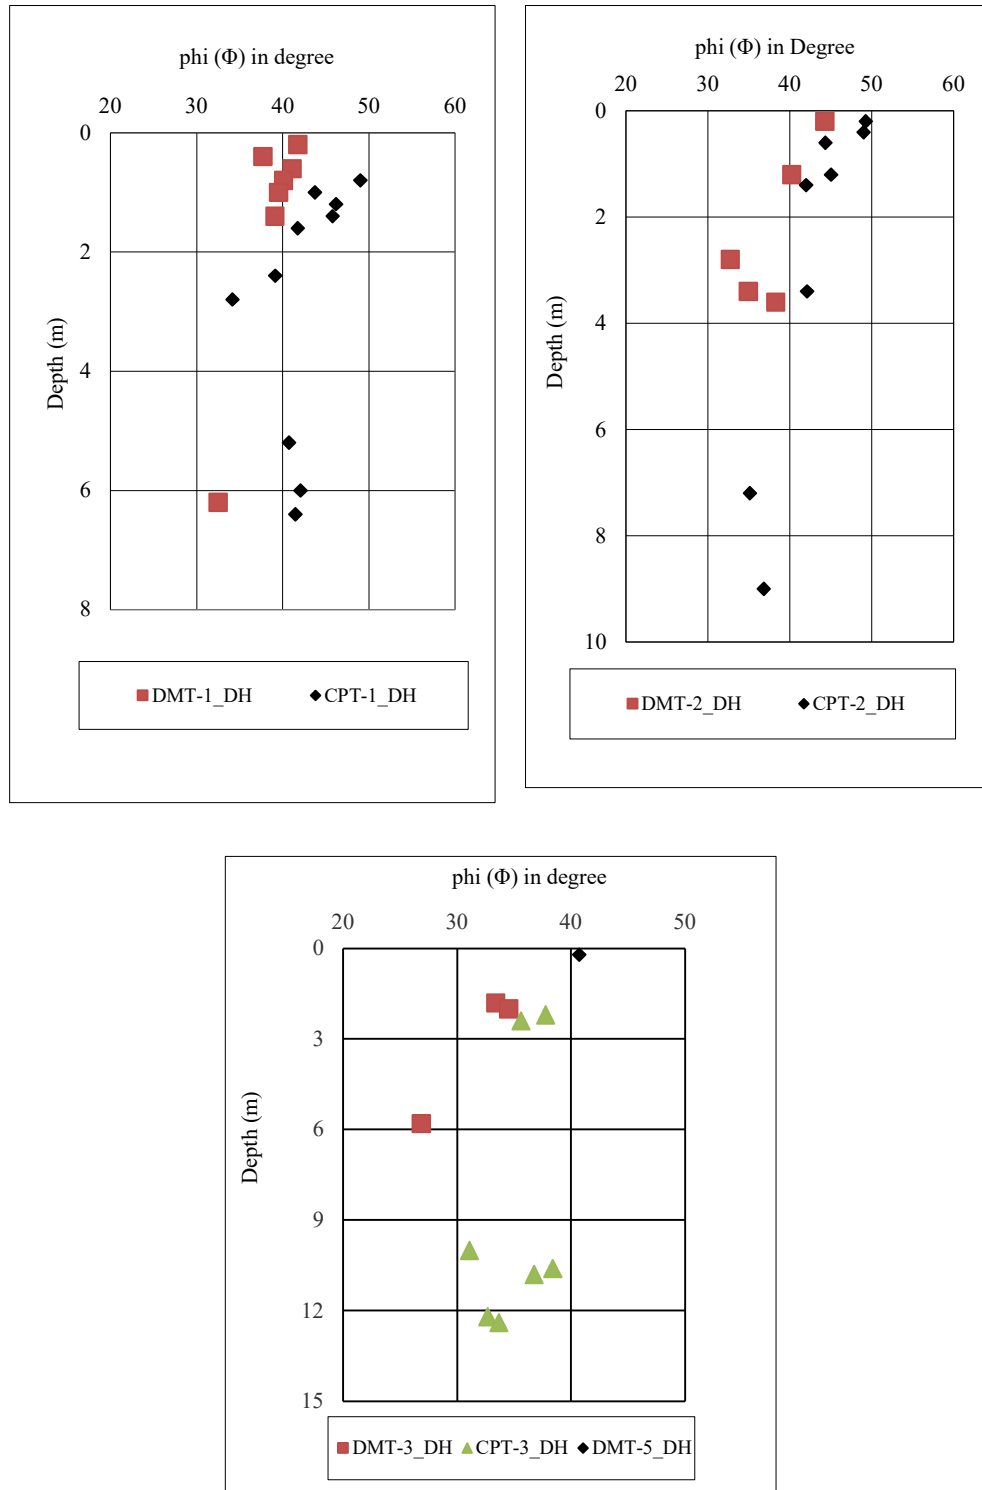 phi (Φ) in degree
20 30 40 50 60
0
2
4
6
8
Depth (m)
DMT-1_DH CPT-1_DH
phi (Φ) in Degree
20 30 40 50 60
0
2
4
6
8
10
Depth (m)
DMT-2_DH CPT-2_DH
phi (Φ) in degree
20 30 40 50
0
3
6
9
12
15
Depth (m)
DMT-3_DH CPT-3_DH DMT-5_DH